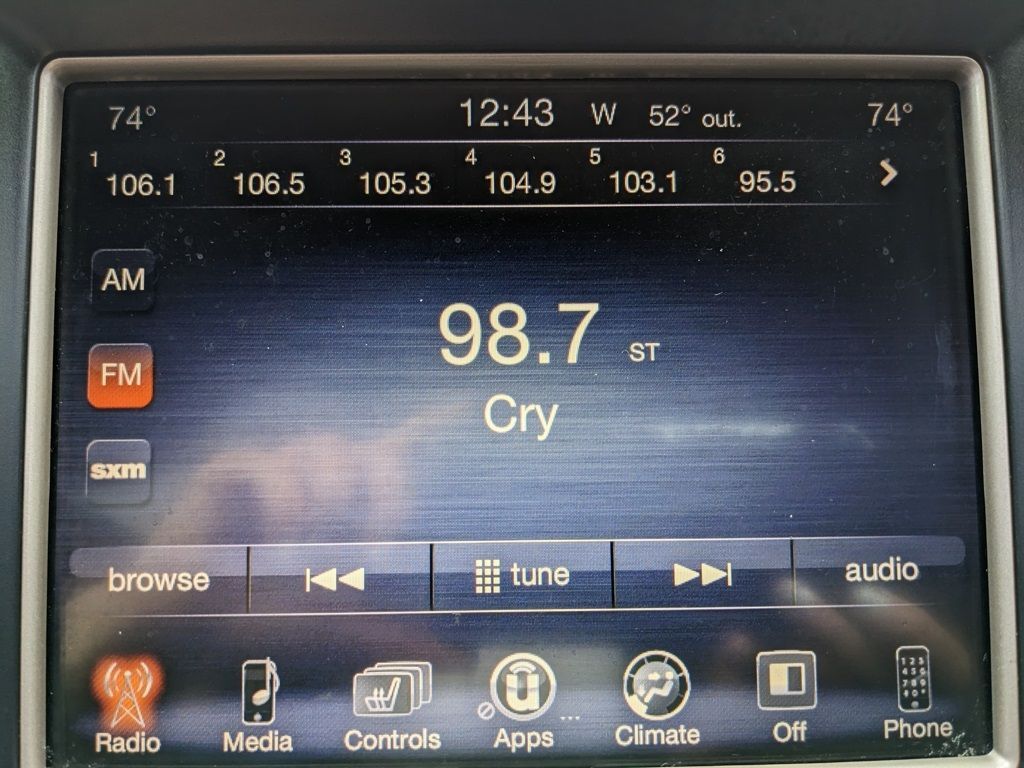 74° 12:43 W 52° out. 74°
1 2 3 4 5 6
106.1 106.5 105.3 104.9 103.1 95.5
AM
98.7 ST
FM
Cry
sxm
browse tune audio
Radio Media Controls Apps ... Climate Off Phone